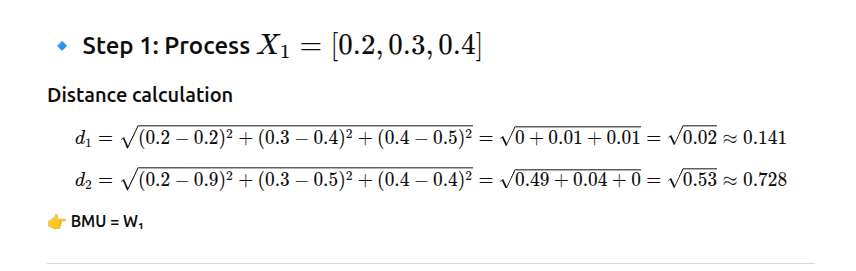 🔹 Step 1: Process X₁ = [0.2, 0.3, 0.4]
Distance calculation
d₁ = √(0.2 − 0.2)² + (0.3 − 0.4)² + (0.4 − 0.5)² = √0 + 0.01 + 0.01 = √0.02 ≈ 0.141
d₂ = √(0.2 − 0.9)² + (0.3 − 0.5)² + (0.4 − 0.4)² = √0.49 + 0.04 + 0 = √0.53 ≈ 0.728
👉 BMU = W₁